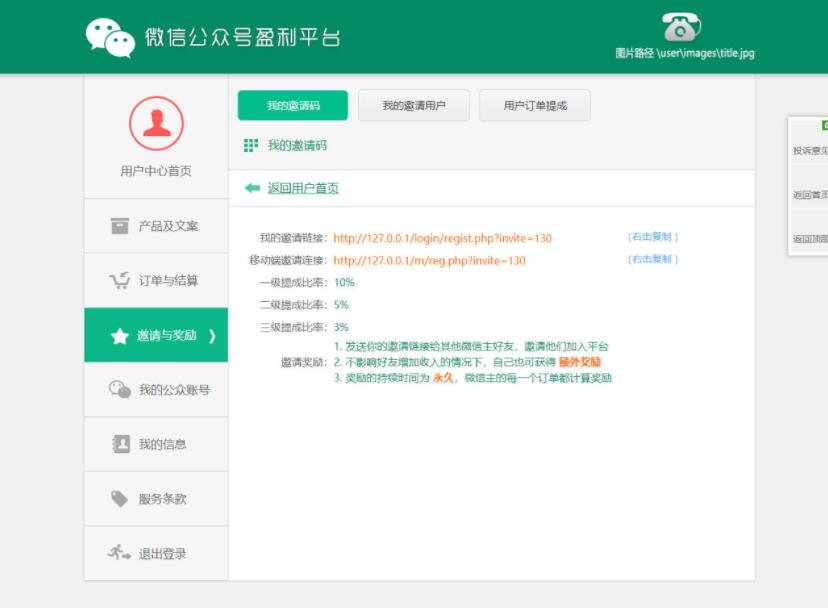 微信公众号盈利平台
图片路径 \user\images\title.jpg
我的邀请码
我的邀请用户
用户订单提成
我的邀请码
用户中心首页
返回用户首页
产品及文案
订单与结算
邀请与奖励
我的公众账号
我的信息
服务条款
退出登录
我的邀请链接：http://127.0.0.1/login/regist.php?invite=130
(右击复制 )
移动端邀请连接：http://127.0.0.1/m/reg.php?invite=130
(右击复制 )
一级提成比率：10%
二级提成比率：5%
三级提成比率：3%
邀请奖励：
1. 发送你的邀请链接给其他微信主好友，邀请他们加入平台
2. 不影响好友增加收入的情况下，自己也可获得 额外奖励
3. 奖励的持续时间为 永久，微信主的每一个订单都计算奖励
投诉意见
返回首页
返回顶部